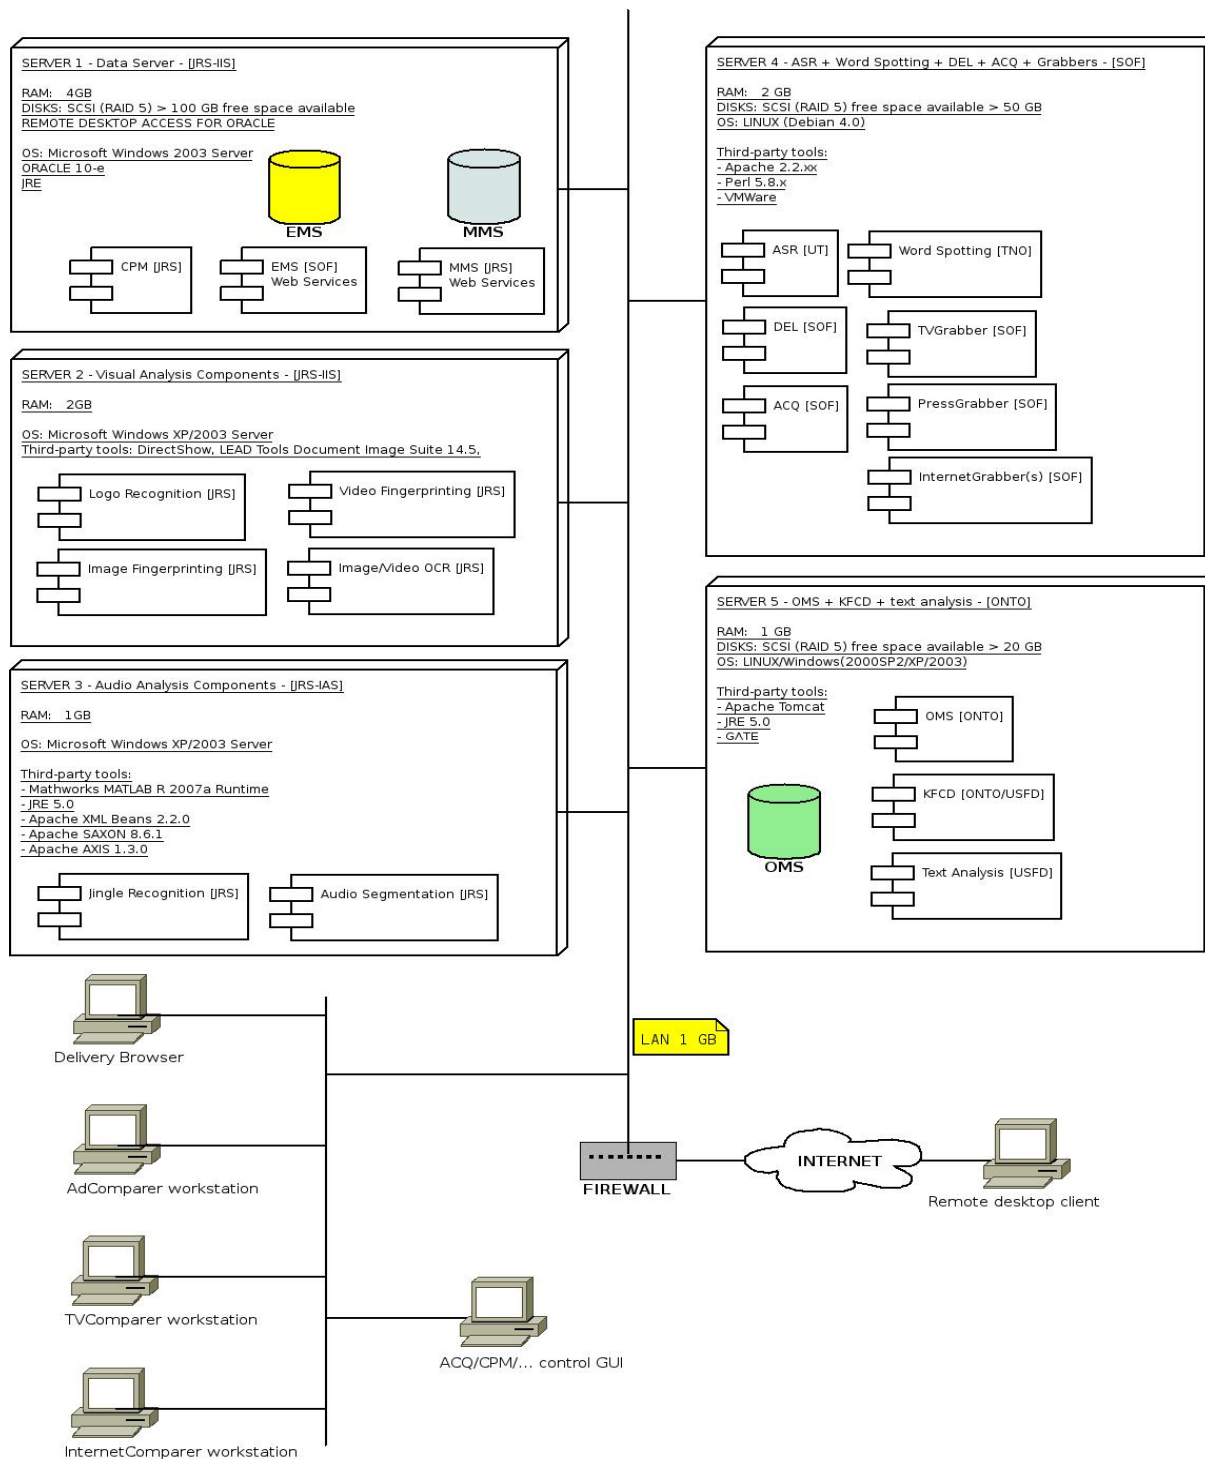 SERVER 1 - Data Server - [JRS-IIS]
RAM: 4GB
DISKS: SCSI (RAID 5) > 100 GB free space available
REMOTE DESKTOP ACCESS FOR ORACLE
OS: Microsoft Windows 2003 Server
ORACLE 10-e
JRE
EMS
MMS
CPM [JRS]
EMS [SOF]
Web Services
MMS [JRS]
Web Services
SERVER 2 - Visual Analysis Components - [JRS-IIS]
RAM: 2GB
OS: Microsoft Windows XP/2003 Server
Third-party tools: DirectShow, LEAD Tools Document Image Suite 14.5,
Logo Recognition [JRS]
Video Fingerprinting [JRS]
Image Fingerprinting [JRS]
Image/Video OCR [JRS]
SERVER 3 - Audio Analysis Components - [JRS-IAS]
RAM: 1GB
OS: Microsoft Windows XP/2003 Server
Third-party tools:
- Mathworks MATLAB R 2007a Runtime
- JRE 5.0
- Apache XML Beans 2.2.0
- Apache SAXON 8.6.1
- Apache AXIS 1.3.0
Jingle Recognition [JRS]
Audio Segmentation [JRS]
SERVER 4 - ASR + Word Spotting + DEL + ACQ + Grabbers - [SOF]
RAM: 2 GB
DISKS: SCSI (RAID 5) free space available > 50 GB
OS: LINUX (Debian 4.0)
Third-party tools:
- Apache 2.2.xx
- Perl 5.8.x
- VMWare
ASR [UT]
Word Spotting [TNO]
DEL [SOF]
TVGrabber [SOF]
ACQ [SOF]
PressGrabber [SOF]
InternetGrabber(s) [SOF]
SERVER 5 - OMS + KFCD + text analysis - [ONTO]
RAM: 1 GB
DISKS: SCSI (RAID 5) free space available > 20 GB
OS: LINUX/Windows(2000SP2/XP/2003)
Third-party tools:
- Apache Tomcat
- JRE 5.0
- GATE
OMS [ONTO]
KFCD [ONTO/USFD]
OMS
Text Analysis [USFD]
LAN 1 GB
Delivery Browser
AdComparer workstation
TVComparer workstation
InternetComparer workstation
ACQ/CPM/... control GUI
FIREWALL
INTERNET
Remote desktop client